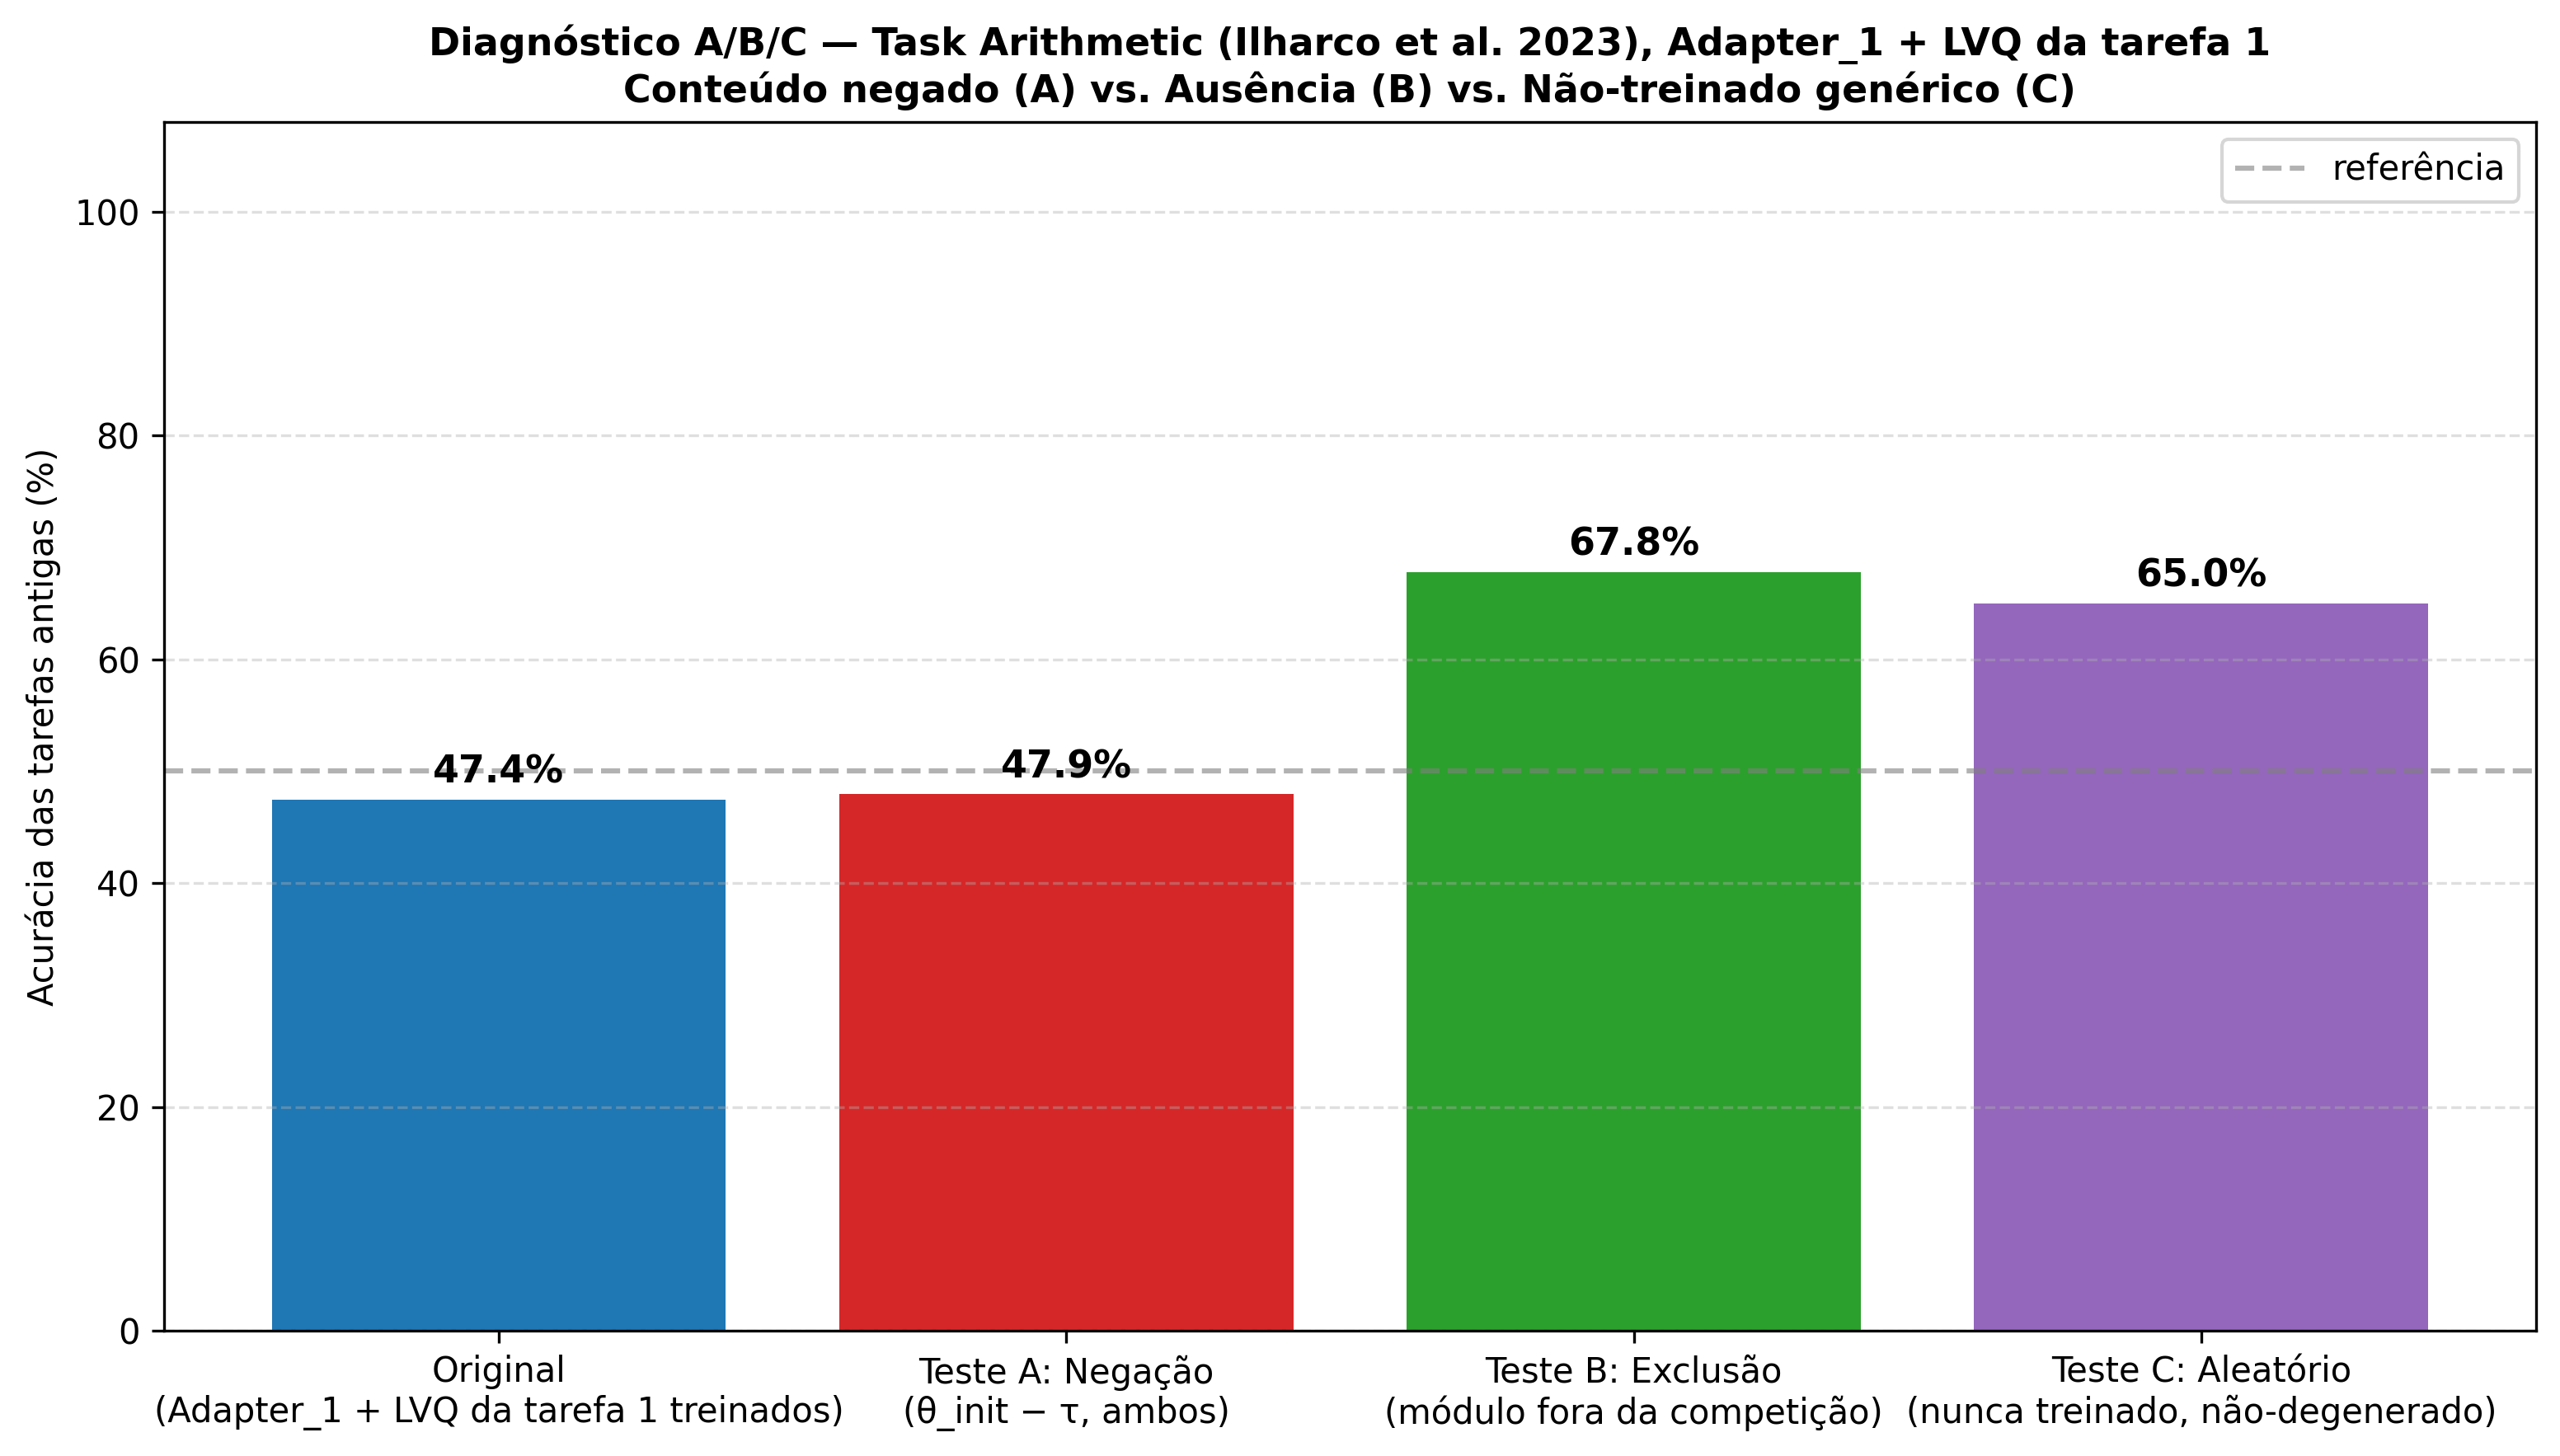 Diagnóstico A/B/C — Task Arithmetic (Ilharco et al. 2023), Adapter_1 + LVQ da tarefa 1
Conteúdo negado (A) vs. Ausência (B) vs. Não-treinado genérico (C)
referência
Acurácia das tarefas antigas (%)
100
80
60
40
20
0
47.4%
47.9%
67.8%
65.0%
Original
(Adapter_1 + LVQ da tarefa 1 treinados)
Teste A: Negação
(θ_init − τ, ambos)
Teste B: Exclusão
(módulo fora da competição)
Teste C: Aleatório
(nunca treinado, não-degenerado)